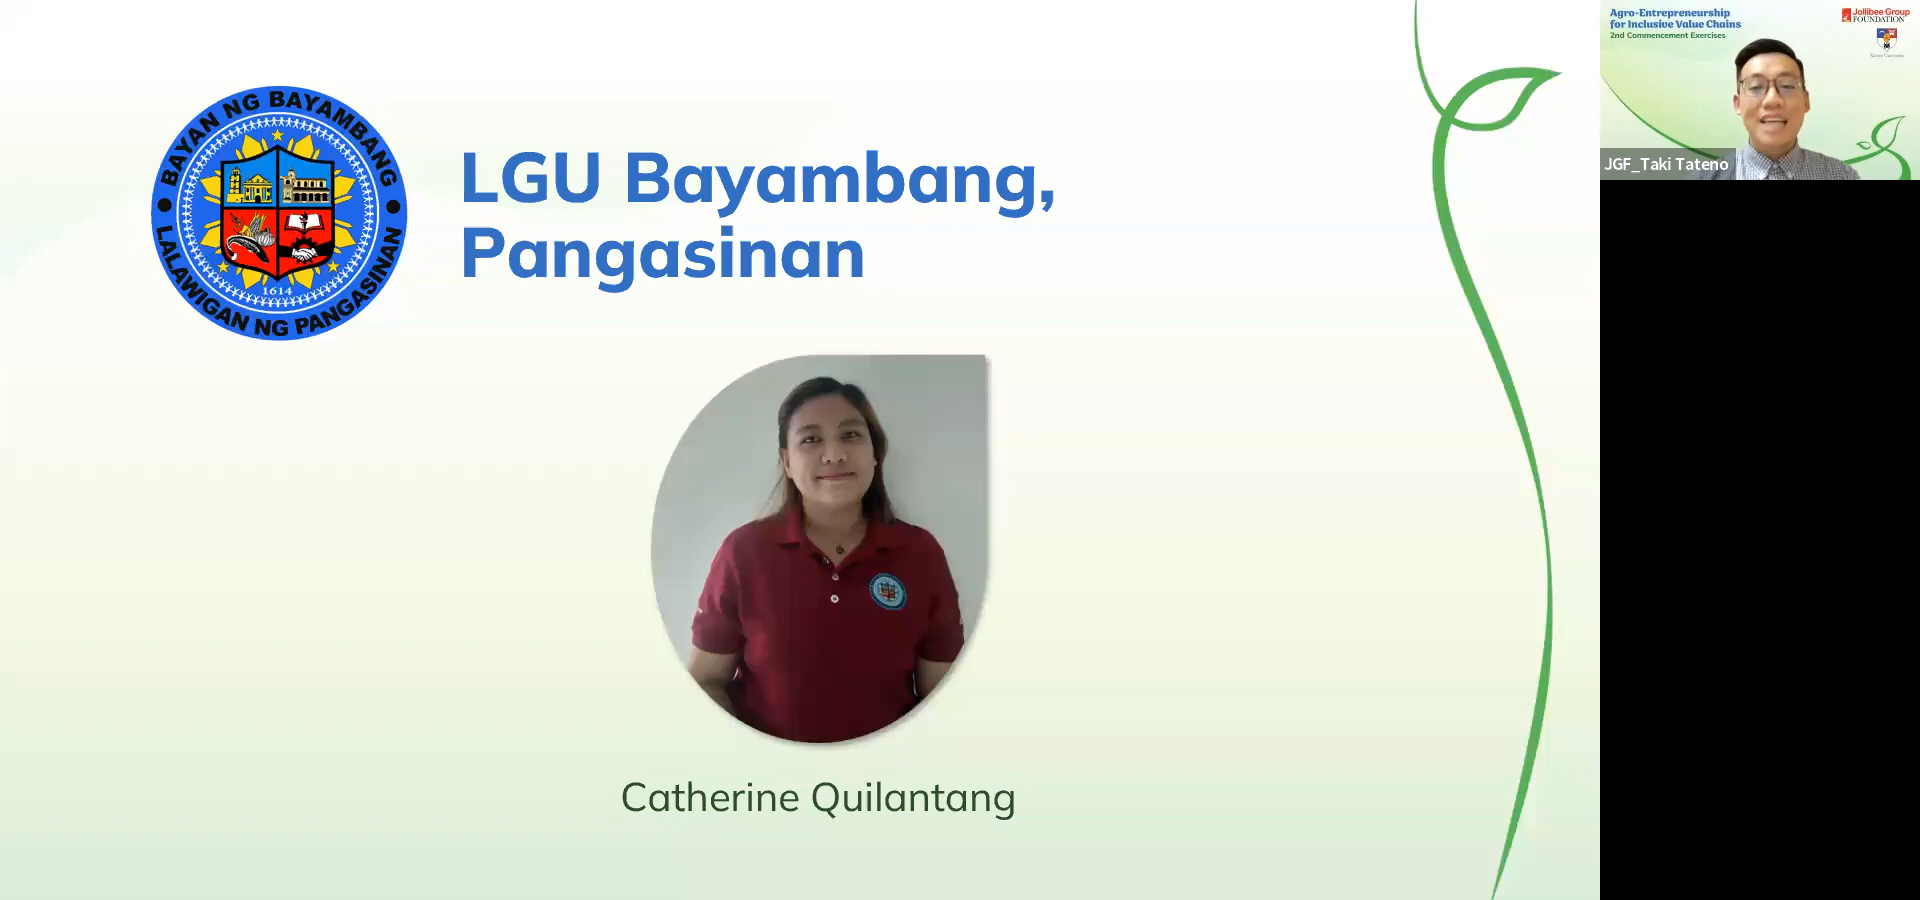 BAYAN NG BAYAMBANG
LALAWIGAN NG PANGASINAN
1614
LGU Bayambang,
Pangasinan
Catherine Quilantang
Agro-Entrepreneurship
for Inclusive Value Chains
2nd Commencement Exercises
Jollibee Group
FOUNDATION
JGF_Taki Tateno